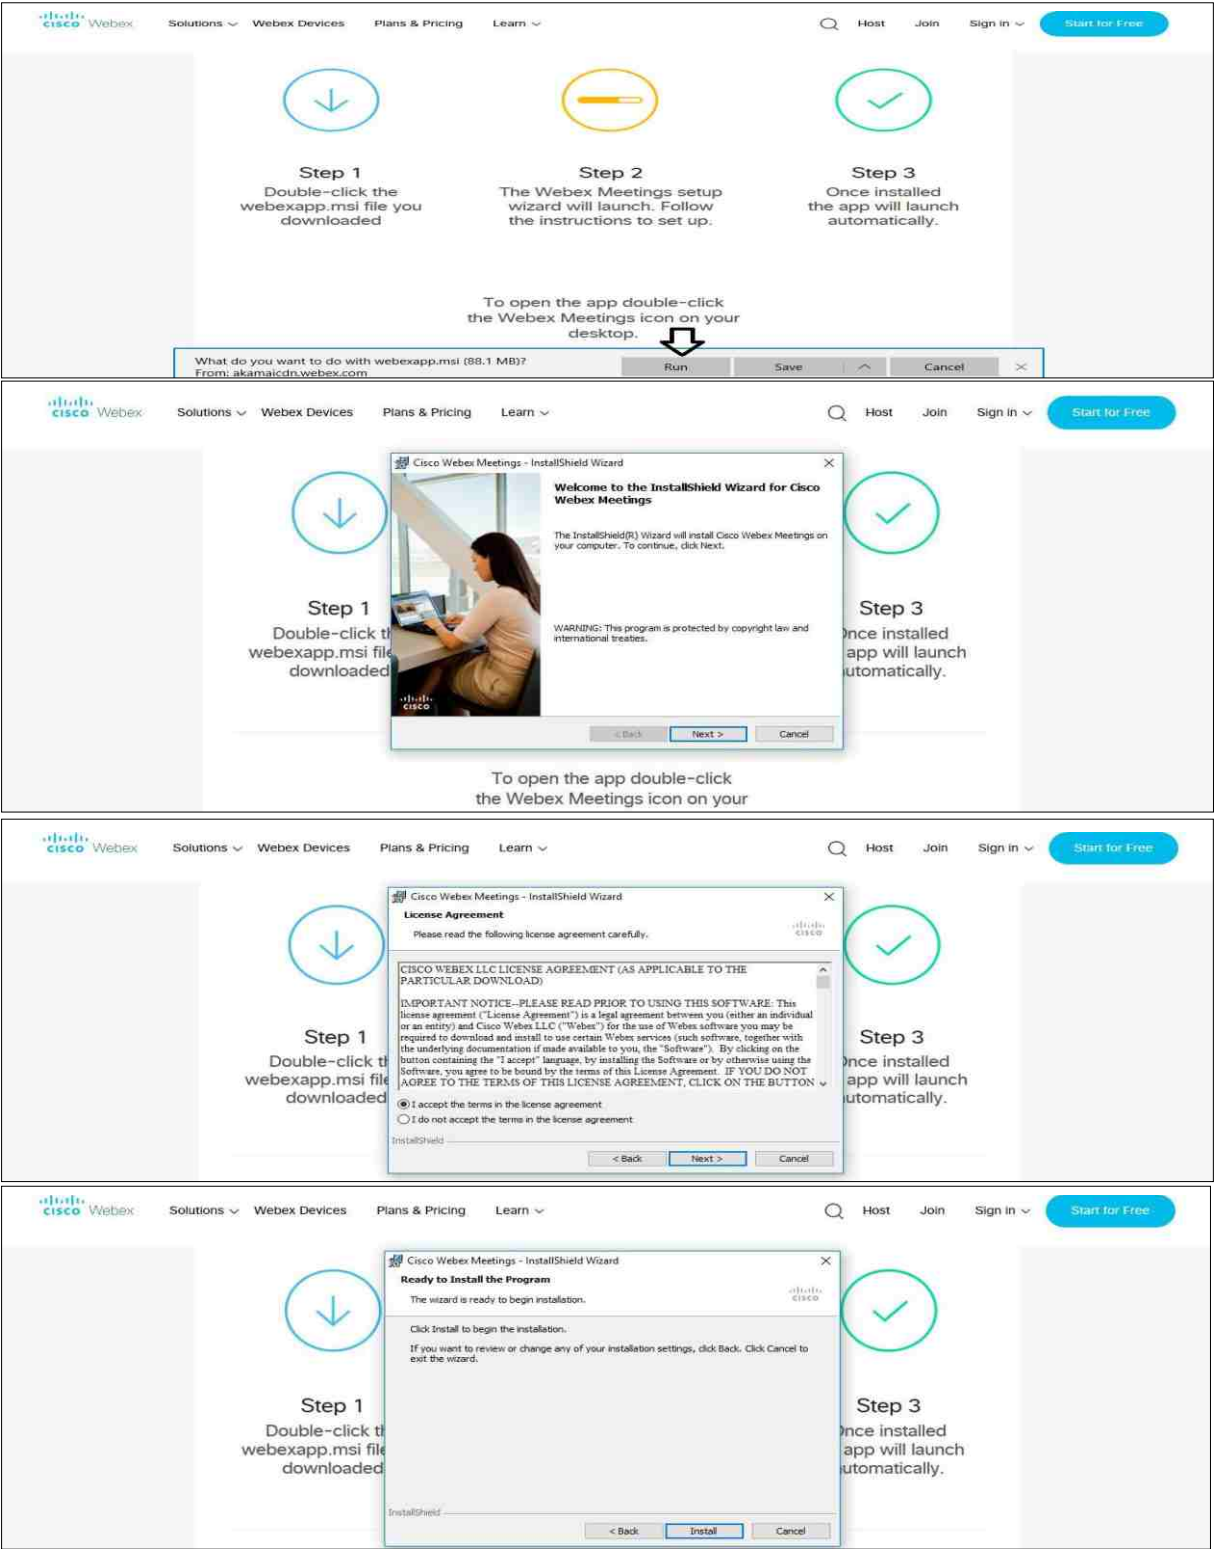 cisco Webex Solutions Webex Devices Plans & Pricing Learn Host Join Sign in Start for Free
Step 1
Double-click the
webexapp.msi file you
downloaded
Step 2
The Webex Meetings setup
wizard will launch. Follow
the instructions to set up.
Step 3
Once installed
the app will launch
automatically.
To open the app double-click
the Webex Meetings icon on your
desktop.
What do you want to do with webexapp.msi (88.1 MB)?
From: akamaicdn.webex.com
Run Save Cancel
cisco Webex Solutions Webex Devices Plans & Pricing Learn Host Join Sign in Start for Free
Cisco Webex Meetings - InstallShield Wizard
Welcome to the InstallShield Wizard for Cisco
Webex Meetings
The InstallShield(R) Wizard will install Cisco Webex Meetings on
your computer. To continue, click Next.
WARNING: This program is protected by copyright law and
international treaties.
cisco
< Back Next > Cancel
Step 1
Double-click th
webexapp.msi file
downloaded
Step 3
Once installed
app will launch
utomatically.
To open the app double-click
the Webex Meetings icon on your
cisco Webex Solutions Webex Devices Plans & Pricing Learn Host Join Sign in Start for Free
Cisco Webex Meetings - InstallShield Wizard
License Agreement
Please read the following license agreement carefully.
cisco
CISCO WEBEX LLC LICENSE AGREEMENT (AS APPLICABLE TO THE
PARTICULAR DOWNLOAD)
IMPORTANT NOTICE--PLEASE READ PRIOR TO USING THIS SOFTWARE: This
license agreement ("License Agreement") is a legal agreement between you (either an individual
or an entity) and Cisco Webex LLC ("Webex") for the use of Webex software you may be
required to download and install to use certain Webex services (such software, together with
the underlying documentation if made available to you, the "Software"). By clicking on the
button containing the "I accept" language, by installing the Software or by otherwise using the
Software, you agree to be bound by the terms of this License Agreement. IF YOU DO NOT
AGREE TO THE TERMS OF THIS LICENSE AGREEMENT, CLICK ON THE BUTTON
I accept the terms in the license agreement
I do not accept the terms in the license agreement
InstallShield
< Back Next > Cancel
Step 1
Double-click th
webexapp.msi file
downloaded
Step 3
Once installed
app will launch
utomatically.
cisco Webex Solutions Webex Devices Plans & Pricing Learn Host Join Sign in Start for Free
Cisco Webex Meetings - InstallShield Wizard
Ready to Install the Program
The wizard is ready to begin installation.
cisco
Click Install to begin the installation.
If you want to review or change any of your installation settings, click Back. Click Cancel to
exit the wizard.
InstallShield
< Back Install Cancel
Step 1
Double-click th
webexapp.msi file
downloaded
Step 3
Once installed
app will launch
utomatically.